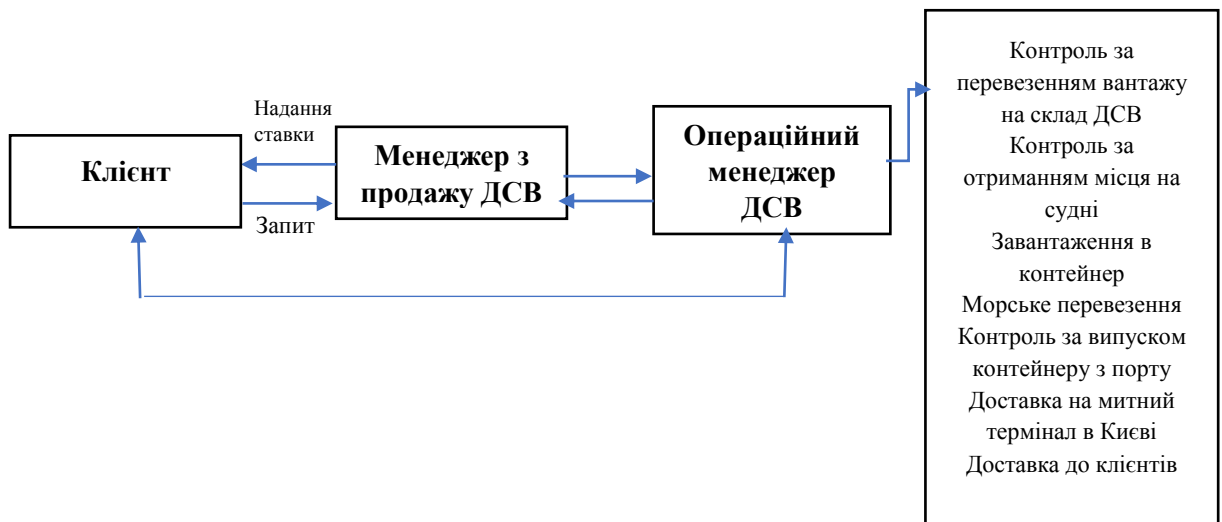 Клієнт
Надання
ставки
Запит
Менеджер з
продажу ДСВ
Операційний
менеджер
ДСВ
Контроль за
перевезенням вантажу
на склад ДСВ
Контроль за
отриманням місця на
судні
Завантаження в
контейнер
Морське перевезення
Контроль за випуском
контейнеру з порту
Доставка на митний
термінал в Києві
Доставка до клієнтів